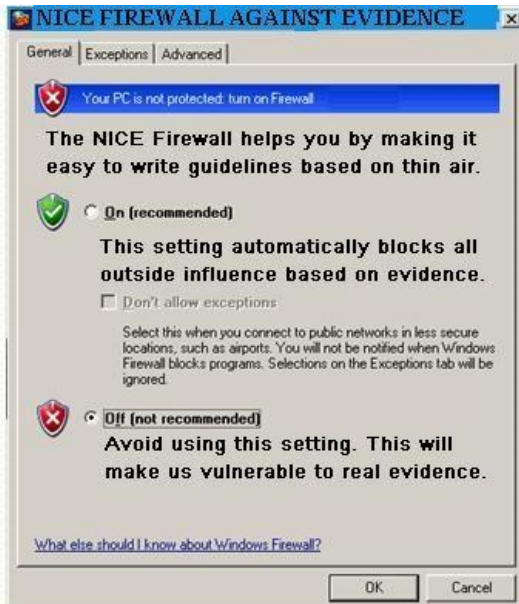 NICE FIREWALL AGAINST EVIDENCE
General Exceptions Advanced
Your PC is not protected: turn on Firewall
The NICE Firewall helps you by making it
easy to write guidelines based on thin air.
On (recommended)
This setting automatically blocks all
outside influence based on evidence.
Don't allow exceptions
Select this when you connect to public networks in less secure
locations, such as airports. You will not be notified when Windows
Firewall blocks programs. Selections on the Exceptions tab will be
ignored.
Off (not recommended)
Avoid using this setting. This will
make us vulnerable to real evidence.
What else should I know about Windows Firewall?
OK Cancel